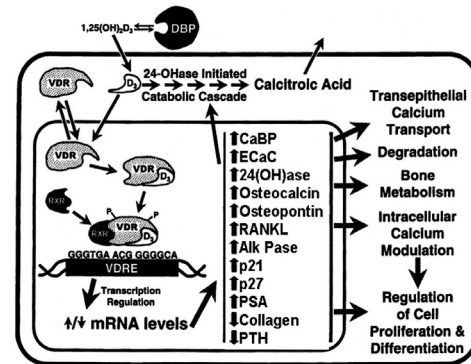 1,25(OH)₂D₃
DBP
VDR
D₃
24-OHase Initiated
Catabolic Cascade
Calcitroic Acid
VDR
VDR
D₃
RXR
P
P
VDR
RXR
D₃
GGGTGA ACG GGGGCA
VDRE
Transcription
Regulation
mRNA levels
CaBP
ECaC
24(OH)ase
Osteocalcin
Osteopontin
RANKL
Alk Pase
p21
p27
PSA
Collagen
PTH
Transepithelial
Calcium
Transport
Degradation
Bone
Metabolism
Intracellular
Calcium
Modulation
Regulation
of Cell
Proliferation &
Differentiation